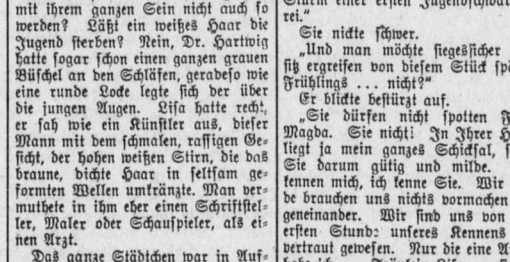 mit ihrem ganzen Sein nicht auch so
werden? Läßt ein weißes Haar die
Jugend sterben? Nein, Dr. Hartwig
hatte sogar schon einen ganzen grauen
Büschel an den Schläfen, geradeso wie
eine runde Locke legte sich der über
die jungen Augen. Lisa hatte recht,
er sah wie ein Künstler aus, dieser
Mann mit dem schmalen, rassigen Ge-
sicht, der hohen weißen Stirn, die das
braune, dichte Haar in seltsam ge-
formten Wellen umkränzte. Man ver-
muthete in ihm eher einen Schriftstel-
ler, Maler oder Schauspieler, als ei-
nen Arzt.
Das ganze Städtchen war in Auf-
Sturm einer ersten
rei.“
Sie nickte schwer.
„Und man möchte siegessicher
sitz ergreifen von diesem Stück spä
Frühlings ... nicht?“
Er blickte bestürzt auf.
„Sie dürfen nicht spotten F
Magda. Sie nicht! In Ihrer H
liegt ja mein ganzes Schicksal, s
Sie darum gütig und milde.
kennen mich, ich kenne Sie. Wir
de brauchen uns nichts vormachen
geneinander. Wir sind uns von
ersten Stunde unseres Kennens
vertraut gewesen. Nur die eine A